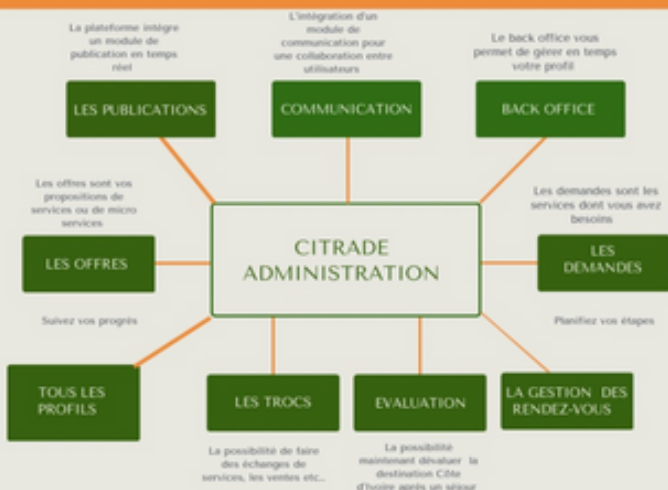 La plateforme intègre
un module de
publication en temps
réel
L'intégration d'un
module de
communication pour
une collaboration entre
utilisateurs
Le back office vous
permet de gérer en temps
votre profil
LES PUBLICATIONS
COMMUNICATION
BACK OFFICE
Les offres sont vos
propositions de
services ou de micro
services
Les demandes sont les
services dont vous avez
besoins
LES OFFRES
CITRADE
ADMINISTRATION
LES
DEMANDES
Suivez vos progrès
Planifiez vos étapes
TOUS LES
PROFILS
LES TROCS
EVALUATION
LA GESTION DES
RENDEZ-VOUS
La possibilité de faire
des échanges de
services, les ventes etc...
La possibilité
maintenant dévaluer la
destination Côte
d'Ivoire après un séjour